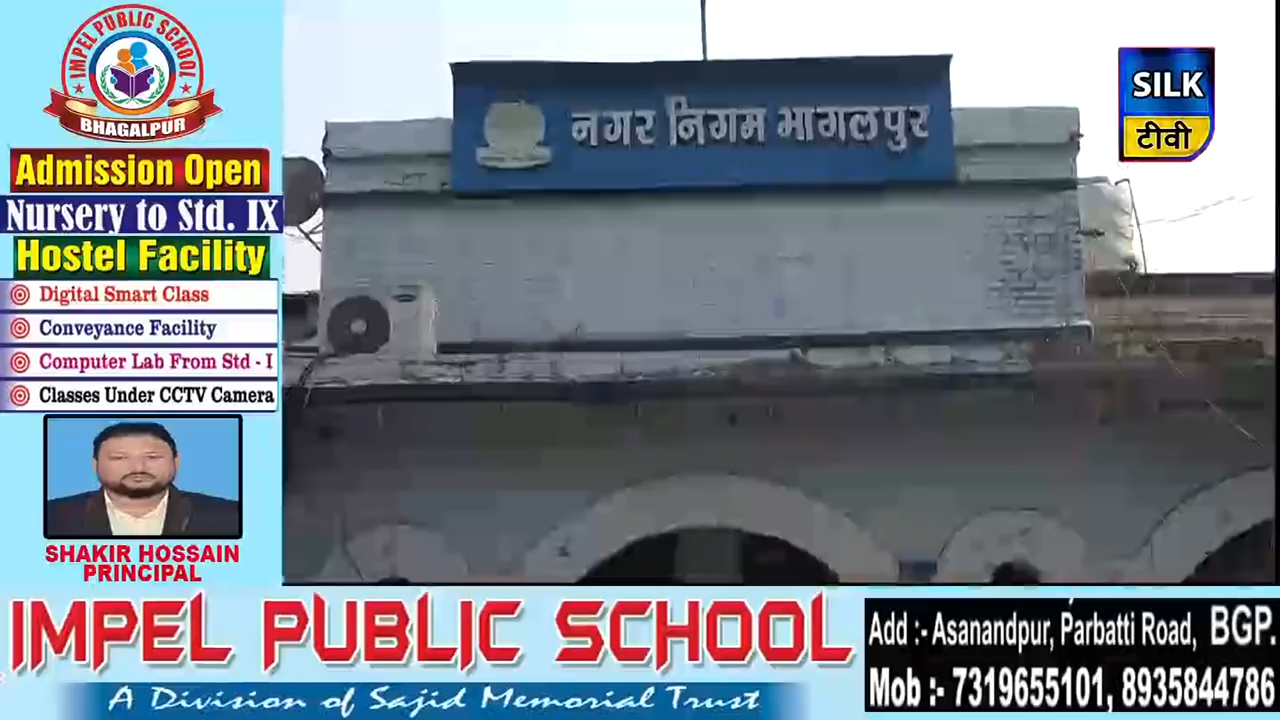 IMPEL PUBLIC SCHOOL
BHAGALPUR
Admission Open
Nursery to Std. IX
Hostel Facility
Digital Smart Class
Conveyance Facility
Computer Lab From Std - I
Classes Under CCTV Camera
SHAKIR HOSSAIN
PRINCIPAL
नगर निगम भागलपुर
SILK
टीवी
IMPEL PUBLIC SCHOOL
A Division of Sajid Memorial Trust
Add :- Asanandpur, Parbatti Road, BGP.
Mob :- 7319655101, 8935844786